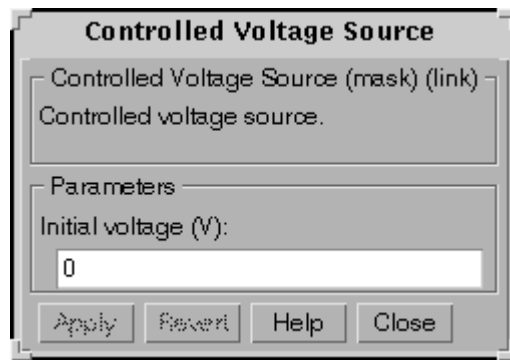 Controlled Voltage Source
Controlled Voltage Source (mask) (link)
Controlled voltage source.
Parameters
Initial voltage (V):
0
Apply Revert Help Close